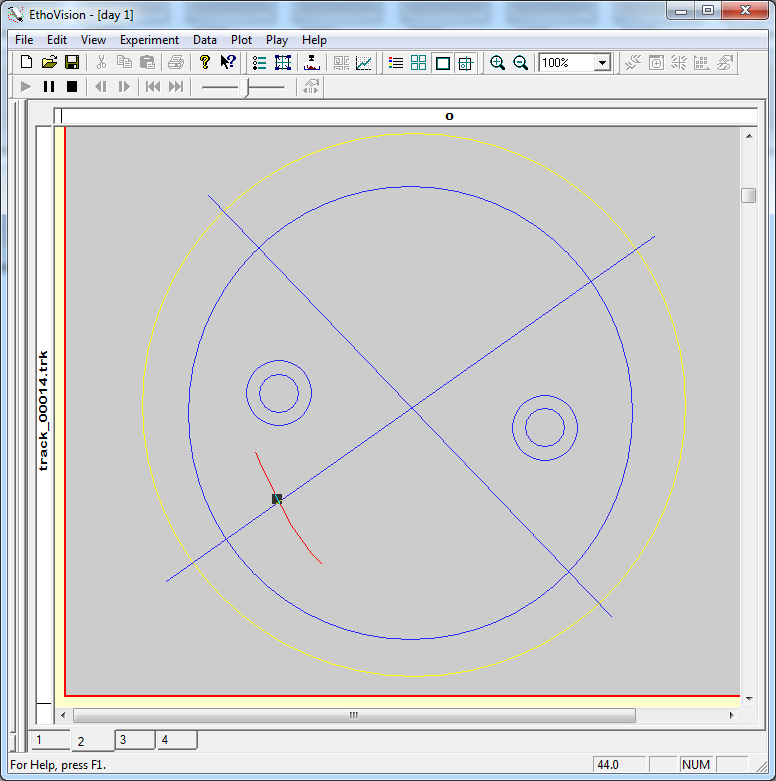 EthoVision - [day 1]
File Edit View Experiment Data Plot Play Help
100%
o
track_00014.trk
1 2 3 4
For Help, press F1. 44.0 NUM